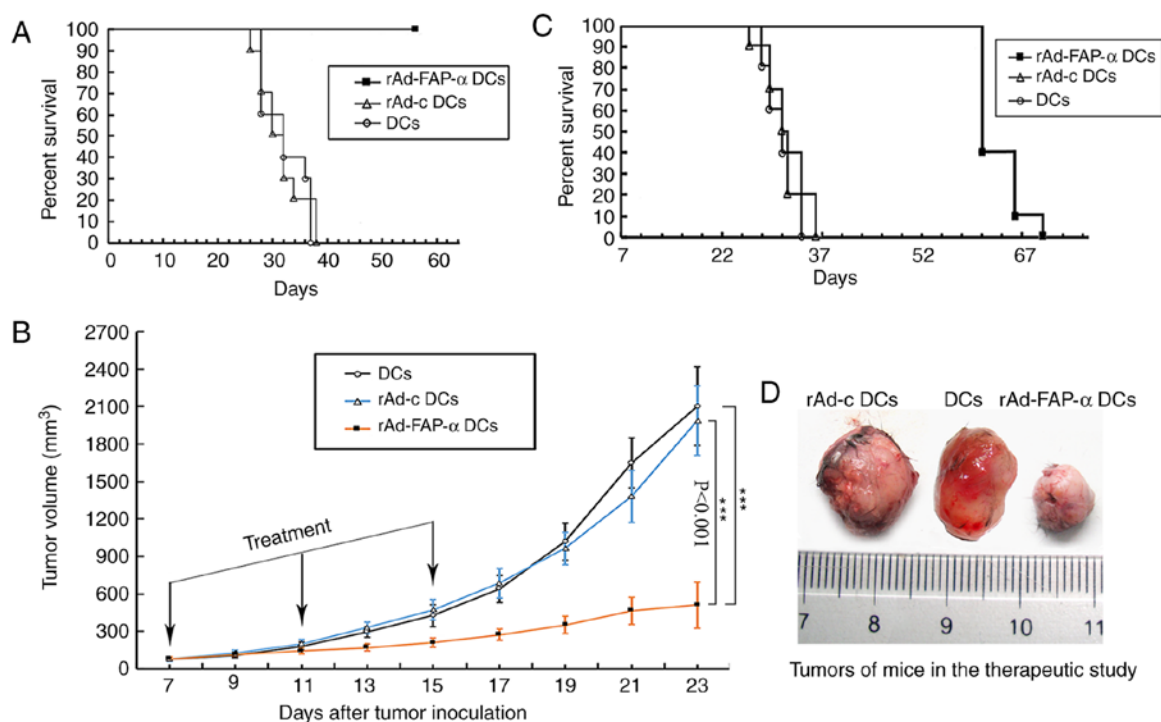 A
Percent survival
100
90
80
70
60
50
40
30
20
10
0
0
10
20
30
40
50
60
Days
rAd-FAP-α DCs
rAd-c DCs
DCs
C
Percent survival
100
90
80
70
60
50
40
30
20
10
0
7
22
37
52
67
Days
rAd-FAP-α DCs
rAd-c DCs
DCs
B
Tumor volume (mm³)
2700
2400
2100
1800
1500
1200
900
600
300
0
7
9
11
13
15
17
19
21
23
Days after tumor inoculation
DCs
rAd-c DCs
rAd-FAP-α DCs
Treatment
P<0.001
***
***
D
rAd-c DCs DCs rAd-FAP-α DCs
7 8 9 10 11
Tumors of mice in the therapeutic study